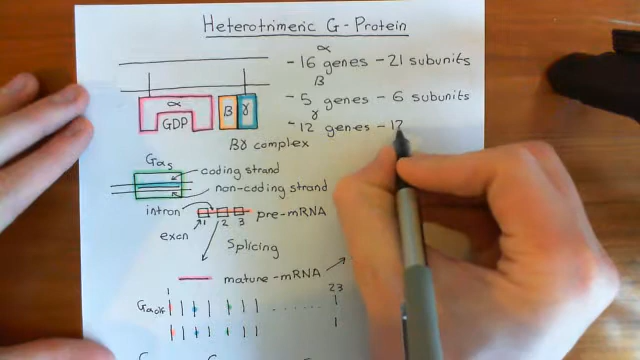 Heterotrimeric G-Protein
α
-16 genes -21 subunits
β
-5 genes -6 subunits
γ
-12 genes -12
α
GDP
β γ
βγ complex
Gαs
coding strand
non-coding strand
intron
pre-mRNA
1 2 3
exon
Splicing
mature-mRNA
1
23
Gαolf